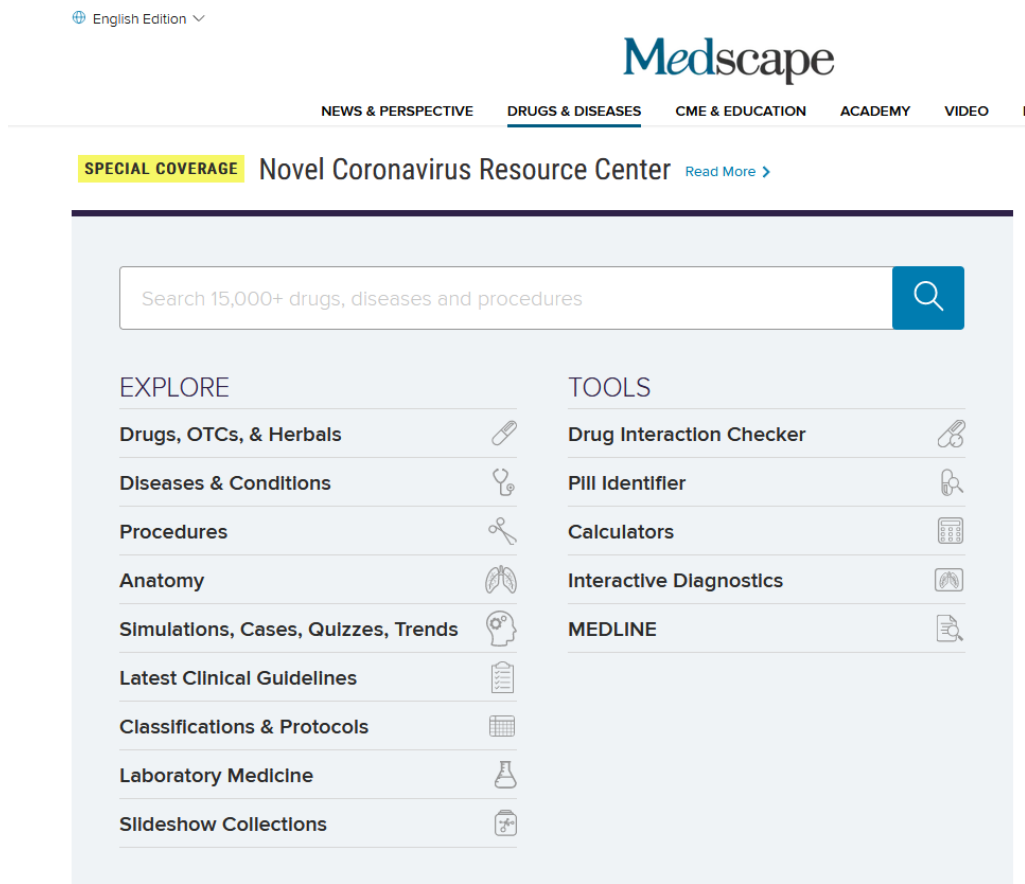 English Edition
Medscape
NEWS & PERSPECTIVE DRUGS & DISEASES CME & EDUCATION ACADEMY VIDEO
SPECIAL COVERAGE Novel Coronavirus Resource Center Read More
Search 15,000+ drugs, diseases and procedures
EXPLORE
Drugs, OTCs, & Herbals
Diseases & Conditions
Procedures
Anatomy
Simulations, Cases, Quizzes, Trends
Latest Clinical Guidelines
Classifications & Protocols
Laboratory Medicine
Slideshow Collections
TOOLS
Drug Interaction Checker
Pill Identifier
Calculators
Interactive Diagnostics
MEDLINE